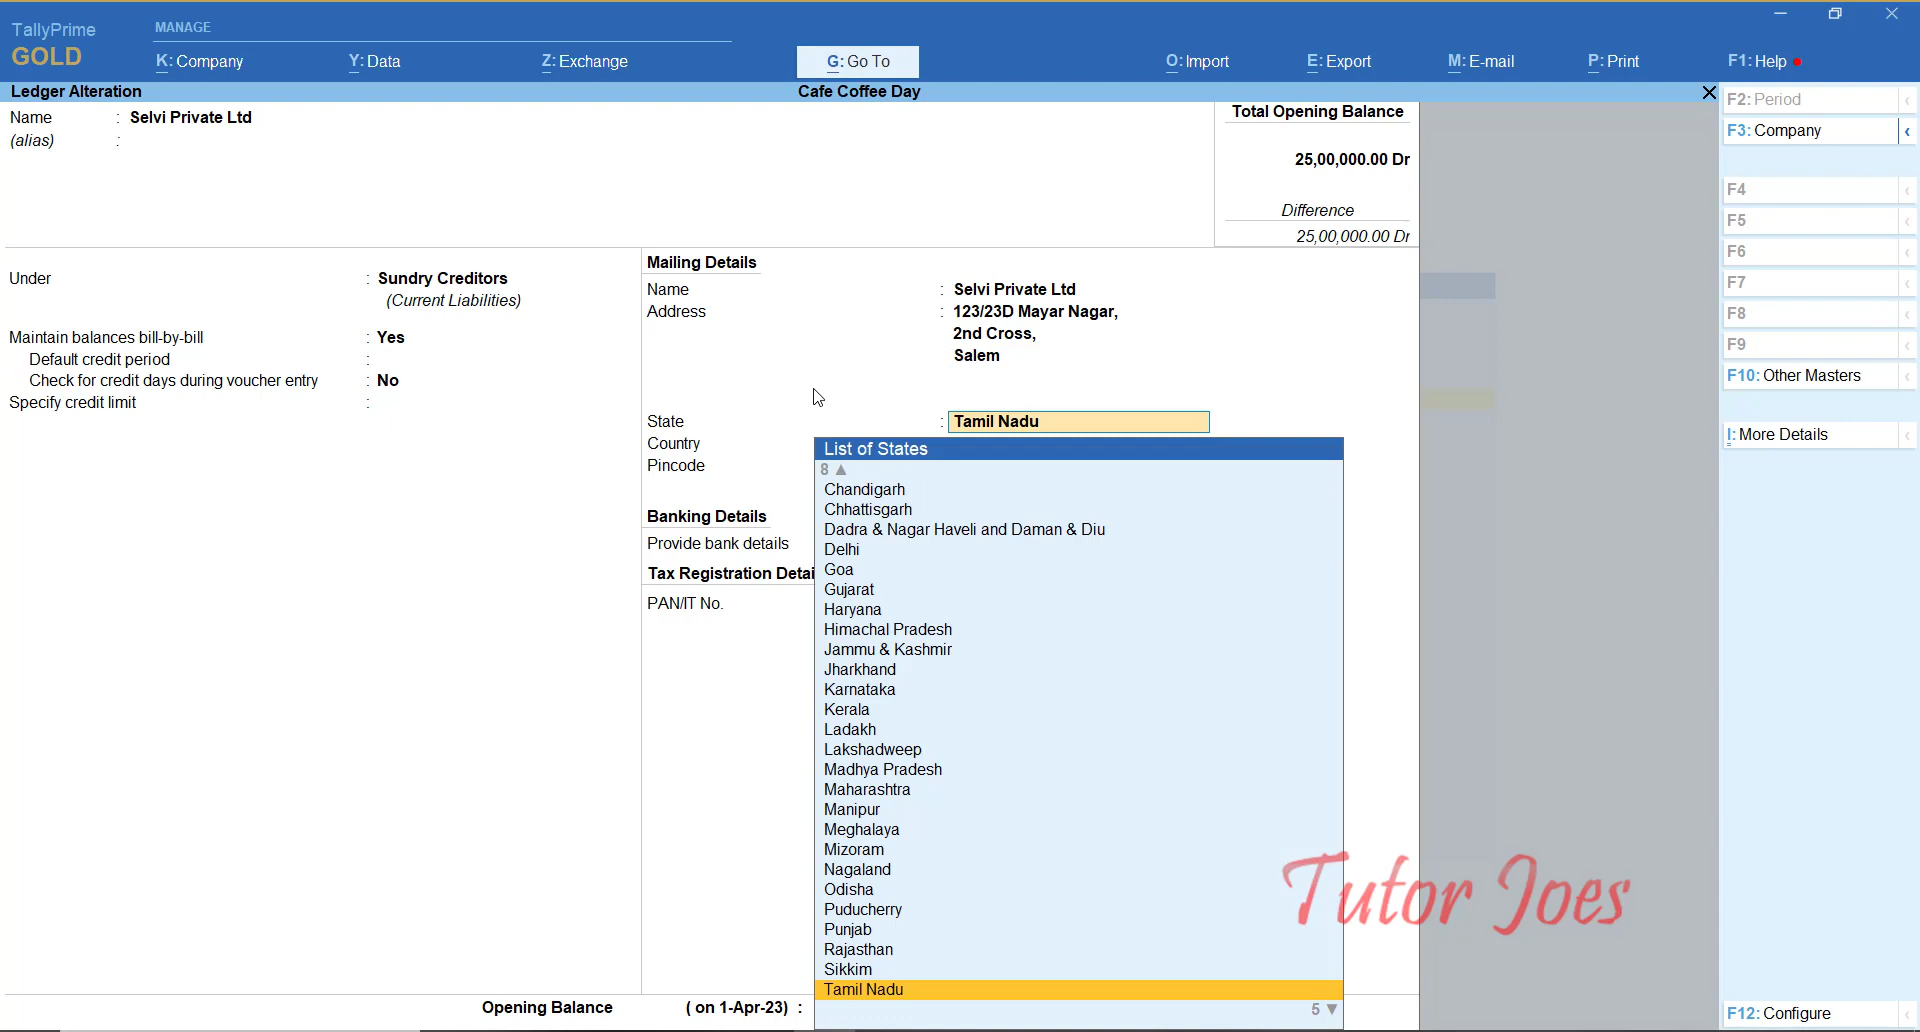 TallyPrime
GOLD
MANAGE
K: Company
Y: Data
Z: Exchange
G: Go To
O: Import
E: Export
M: E-mail
P: Print
F1: Help
Ledger Alteration
Cafe Coffee Day
Name : Selvi Private Ltd
(alias) :
Total Opening Balance
25,00,000.00 Dr
Difference
25,00,000.00 Dr
Under : Sundry Creditors
(Current Liabilities)
Maintain balances bill-by-bill : Yes
Default credit period :
Check for credit days during voucher entry : No
Specify credit limit :
Mailing Details
Name : Selvi Private Ltd
Address : 123/23D Mayar Nagar,
2nd Cross,
Salem
State : Tamil Nadu
Country
Pincode
Banking Details
Provide bank details
Tax Registration Detai
PAN/IT No.
List of States
8 ▲
Chandigarh
Chhattisgarh
Dadra & Nagar Haveli and Daman & Diu
Delhi
Goa
Gujarat
Haryana
Himachal Pradesh
Jammu & Kashmir
Jharkhand
Karnataka
Kerala
Ladakh
Lakshadweep
Madhya Pradesh
Maharashtra
Manipur
Meghalaya
Mizoram
Nagaland
Odisha
Puducherry
Punjab
Rajasthan
Sikkim
Tamil Nadu
5 ▼
Opening Balance ( on 1-Apr-23) :
F2: Period
F3: Company
F4
F5
F6
F7
F8
F9
F10: Other Masters
I: More Details
F12: Configure
Tutor Joes